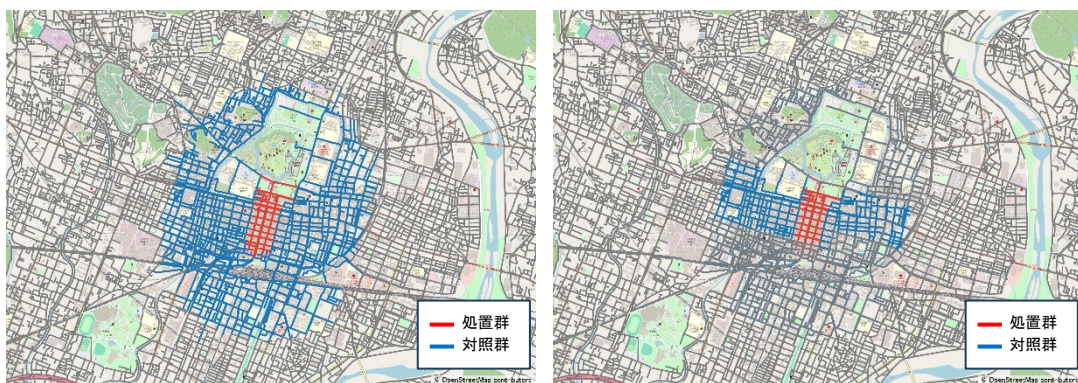 処置群
対照群
© OpenStreetMap contributors
処置群
対照群
© OpenStreetMap contributors